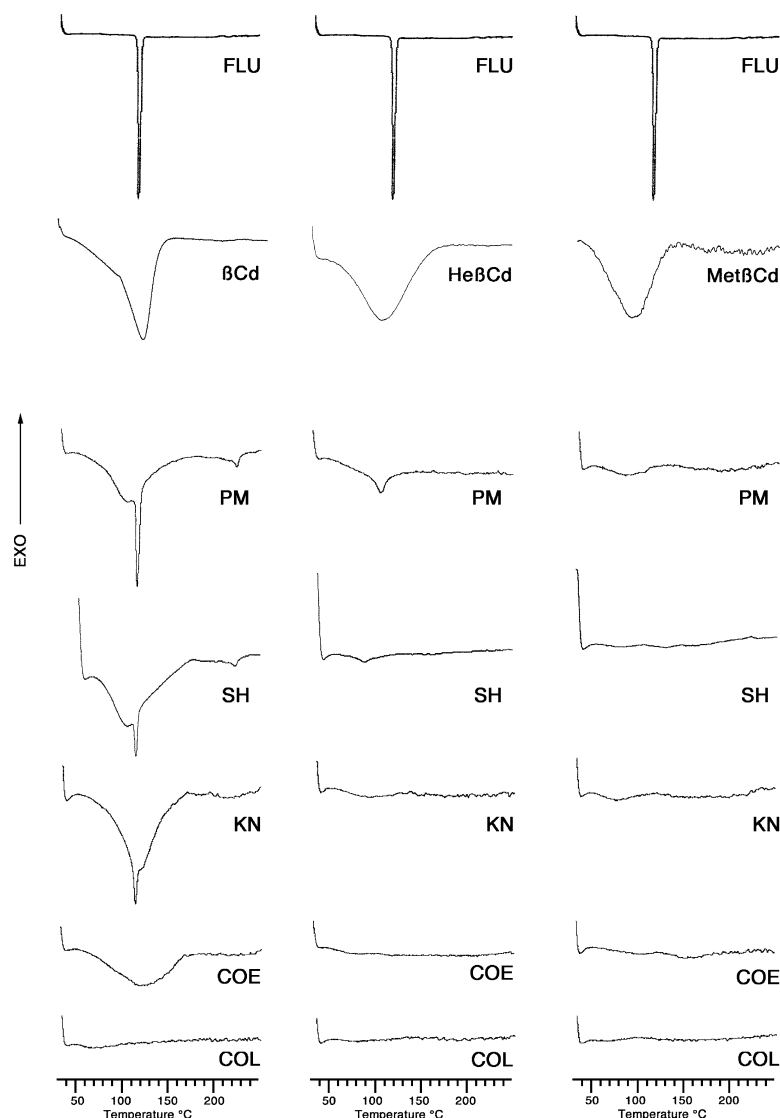 FLU FLU FLU
ßCd HeßCd MetßCd
EXO
PM PM PM
SH SH SH
KN KN KN
COE COE COE
COL COL COL
50 100 150 200 50 100 150 200 50 100 150 200
Temperature °C Temperature °C Temperature °C